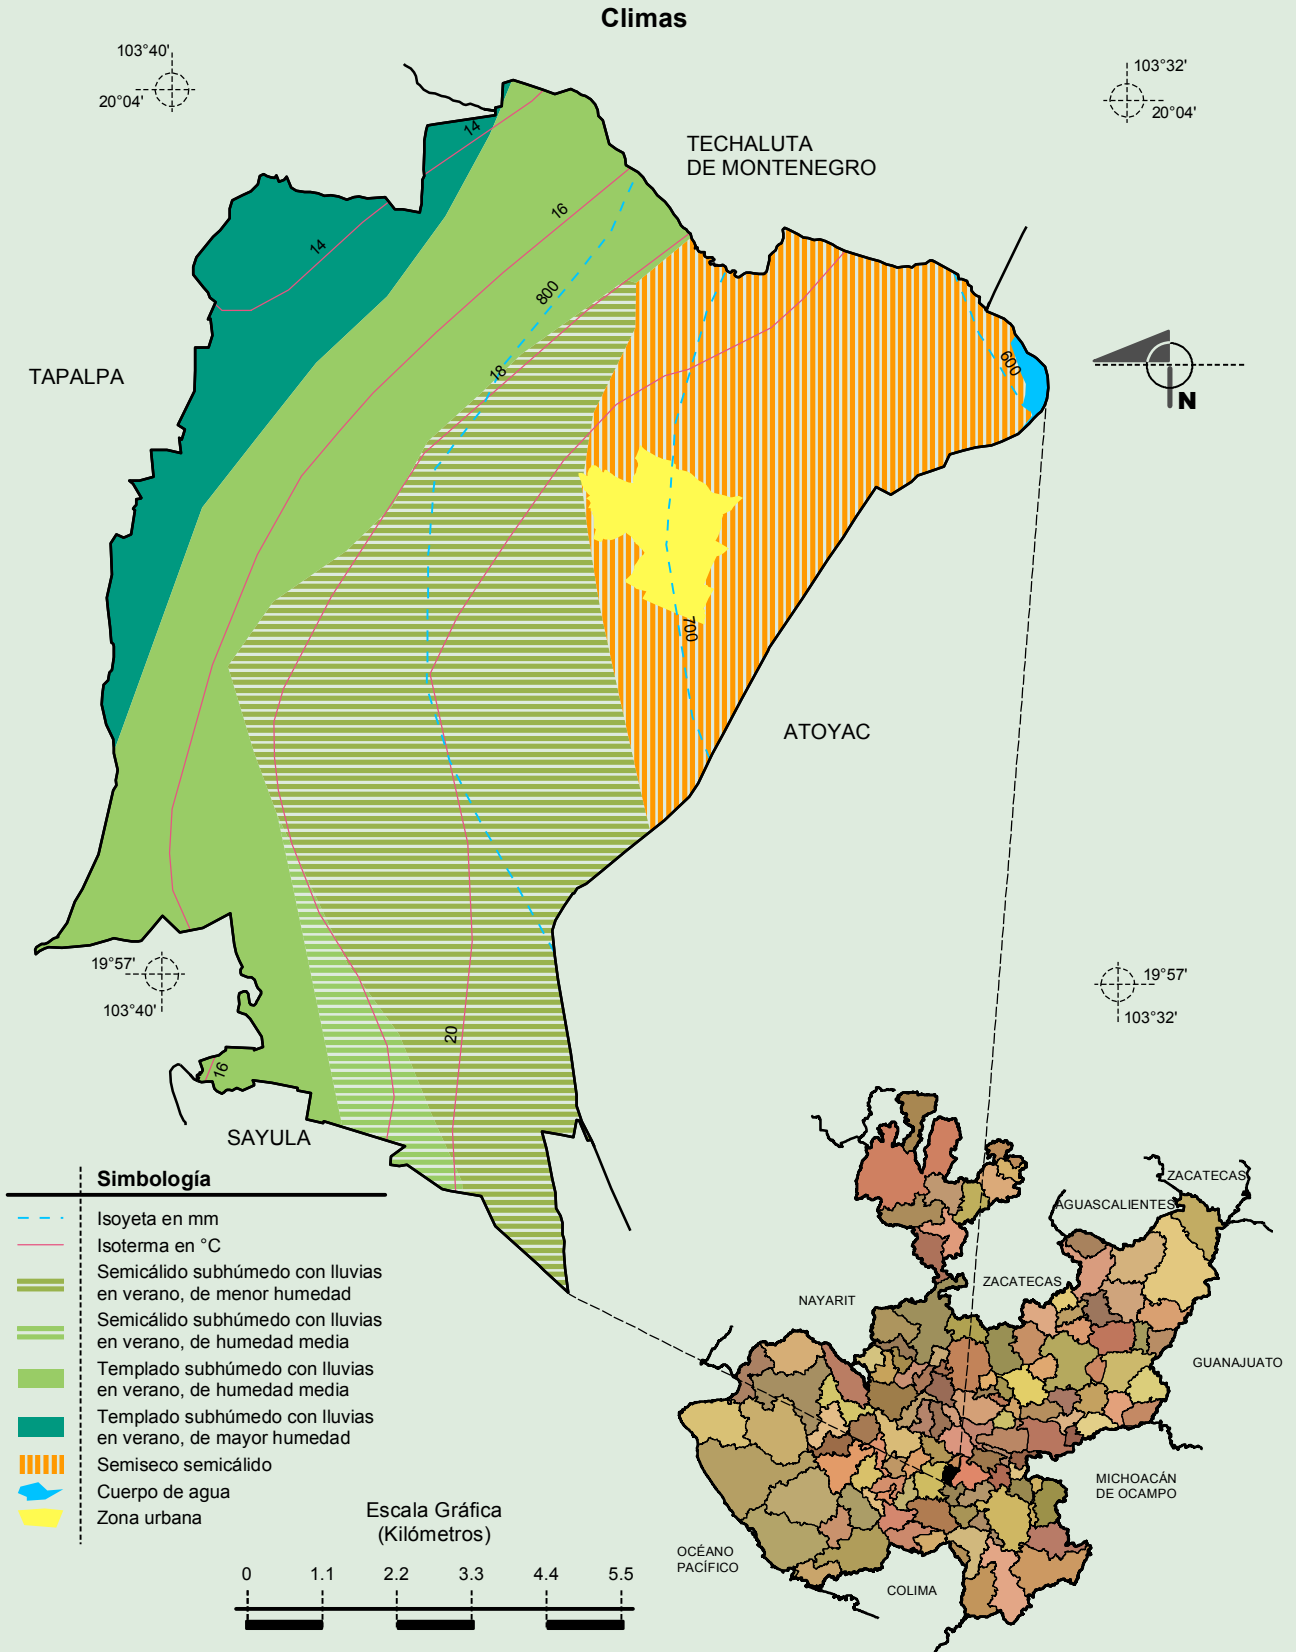 Climas
103°40'
20°04'
103°32'
20°04'
TECHALUTA
DE MONTENEGRO
14
14
16
800
18
600
TAPALPA
N
700
ATOYAC
19°57'
103°40'
19°57'
103°32'
20
16
SAYULA
Simbología
Isoyeta en mm
Isoterma en °C
Semicálido subhúmedo con lluvias
en verano, de menor humedad
Semicálido subhúmedo con lluvias
en verano, de humedad media
Templado subhúmedo con lluvias
en verano, de humedad media
Templado subhúmedo con lluvias
en verano, de mayor humedad
Semiseco semicálido
Cuerpo de agua
Zona urbana
Escala Gráfica
(Kilómetros)
0 1.1 2.2 3.3 4.4 5.5
ZACATECAS
AGUASCALIENTES
ZACATECAS
NAYARIT
GUANAJUATO
MICHOACÁN
DE OCAMPO
OCÉANO
PACÍFICO
COLIMA